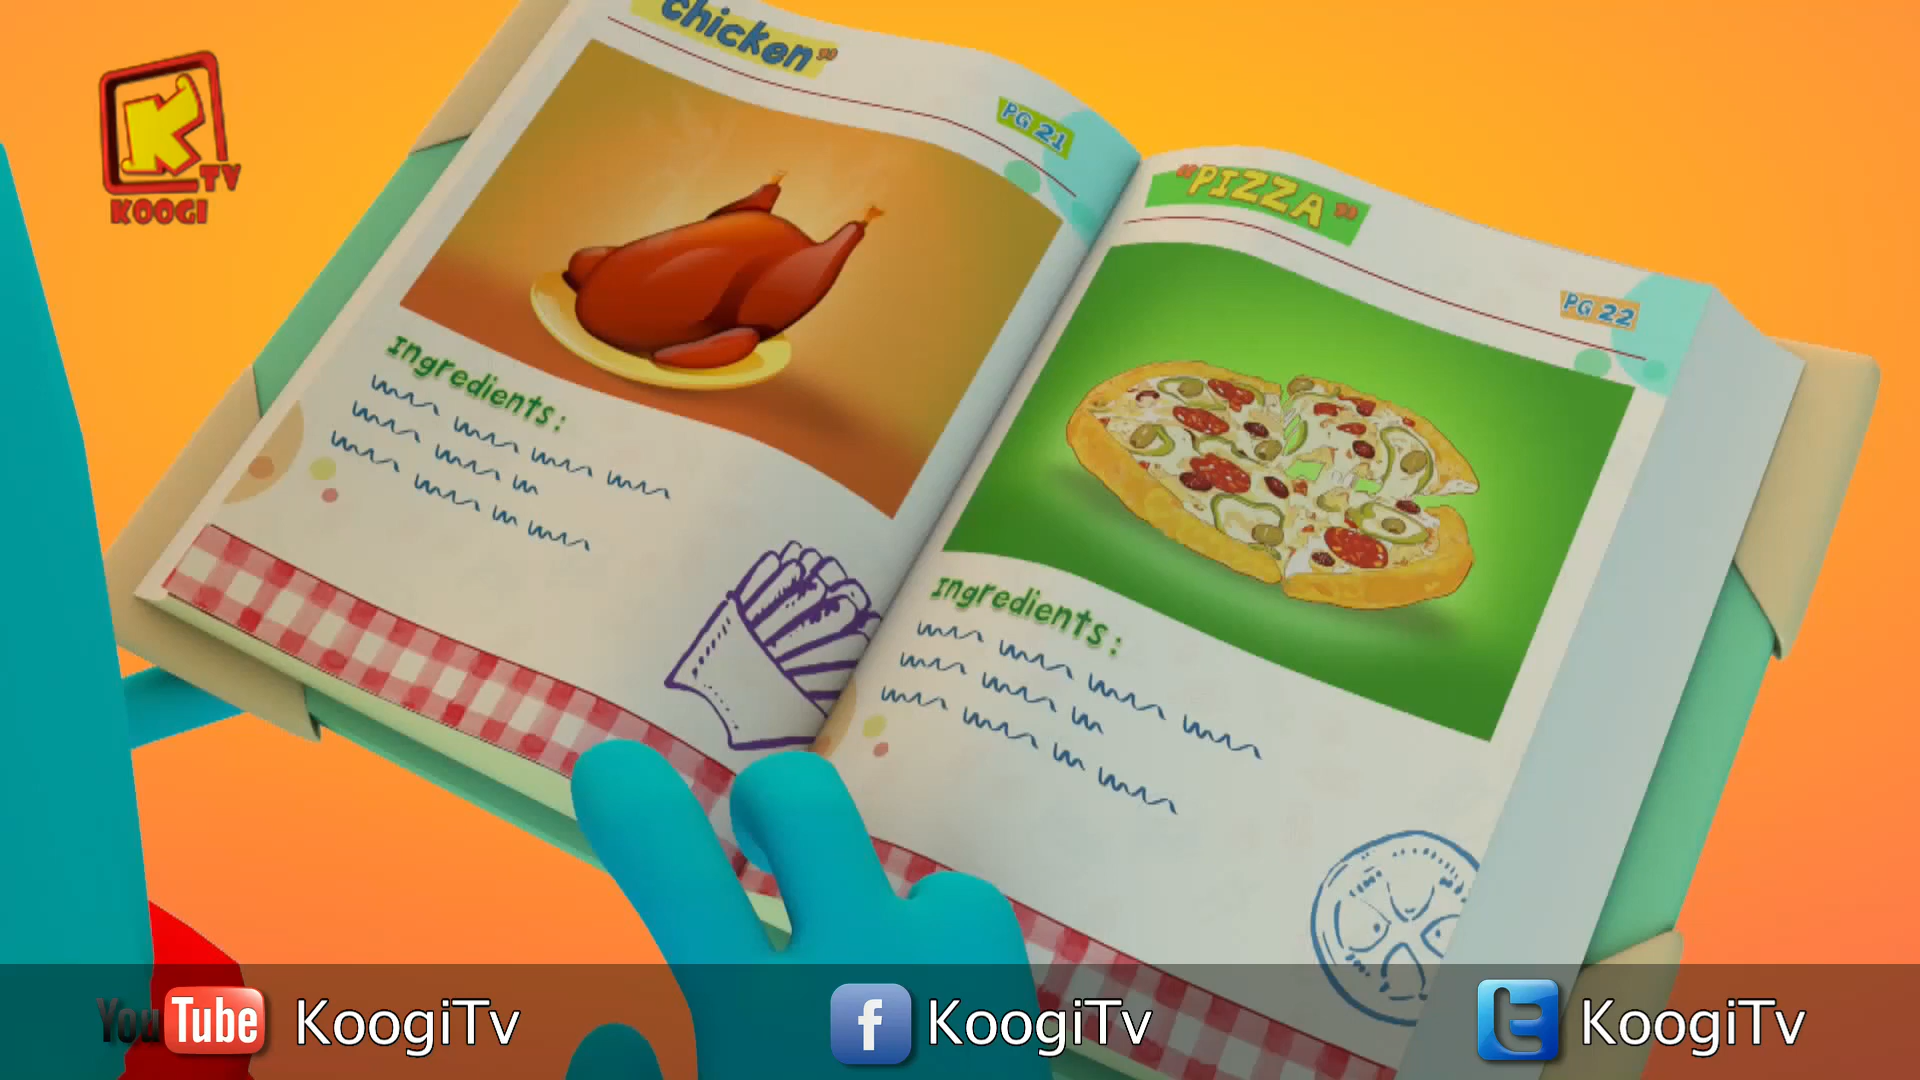 chicken"
PG 21
Ingredients:
"PIZZA"
PG 22
Ingredients:
K TV
KOOGI
YouTube KoogiTv
f KoogiTv
t KoogiTv